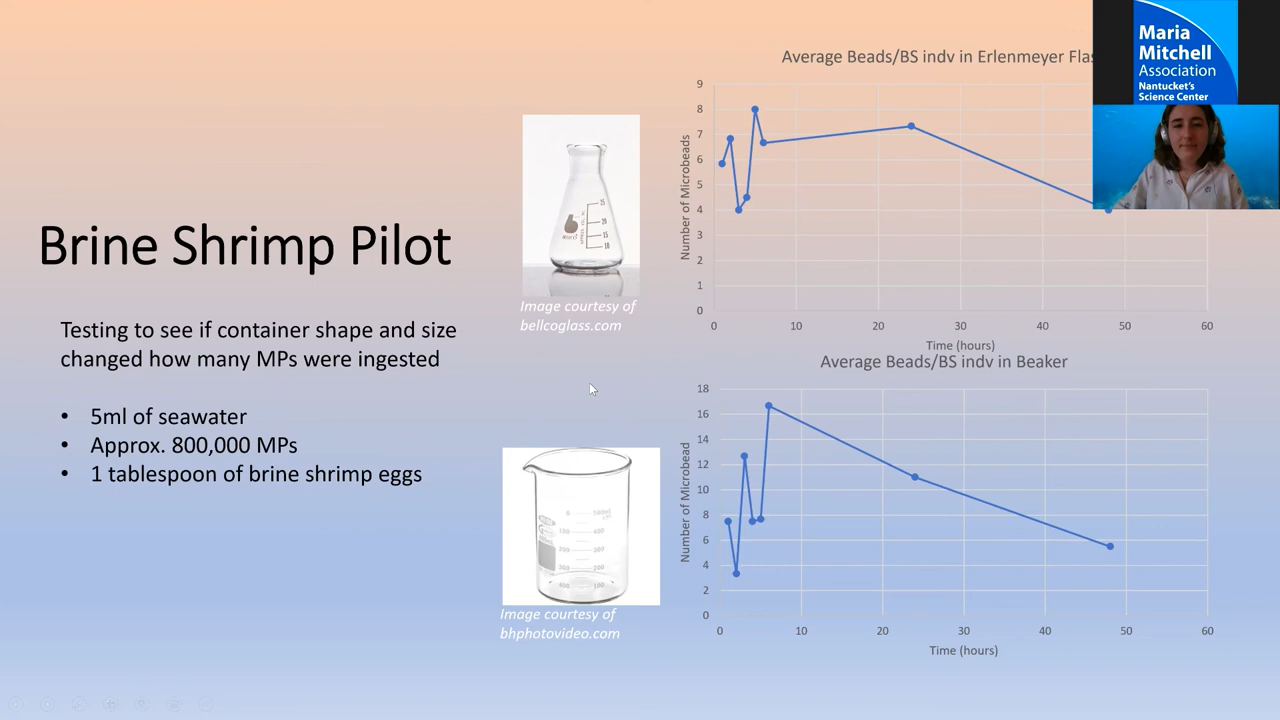 Brine Shrimp Pilot
Testing to see if container shape and size
changed how many MPs were ingested
• 5ml of seawater
• Approx. 800,000 MPs
• 1 tablespoon of brine shrimp eggs
25
20
15
10
Image courtesy of
bellcoglass.com
Image courtesy of
bhphotovideo.com
Average Beads/BS indv in Erlenmeyer Flas
Number of Microbeads
9
8
7
6
5
4
3
2
1
0
0 10 20 30 40 50 60
Time (hours)
Average Beads/BS indv in Beaker
Number of Microbead
18
16
14
12
10
8
6
4
2
0
0 10 20 30 40 50 60
Time (hours)
Maria
Mitchell
Association
Nantucket's
Science Center